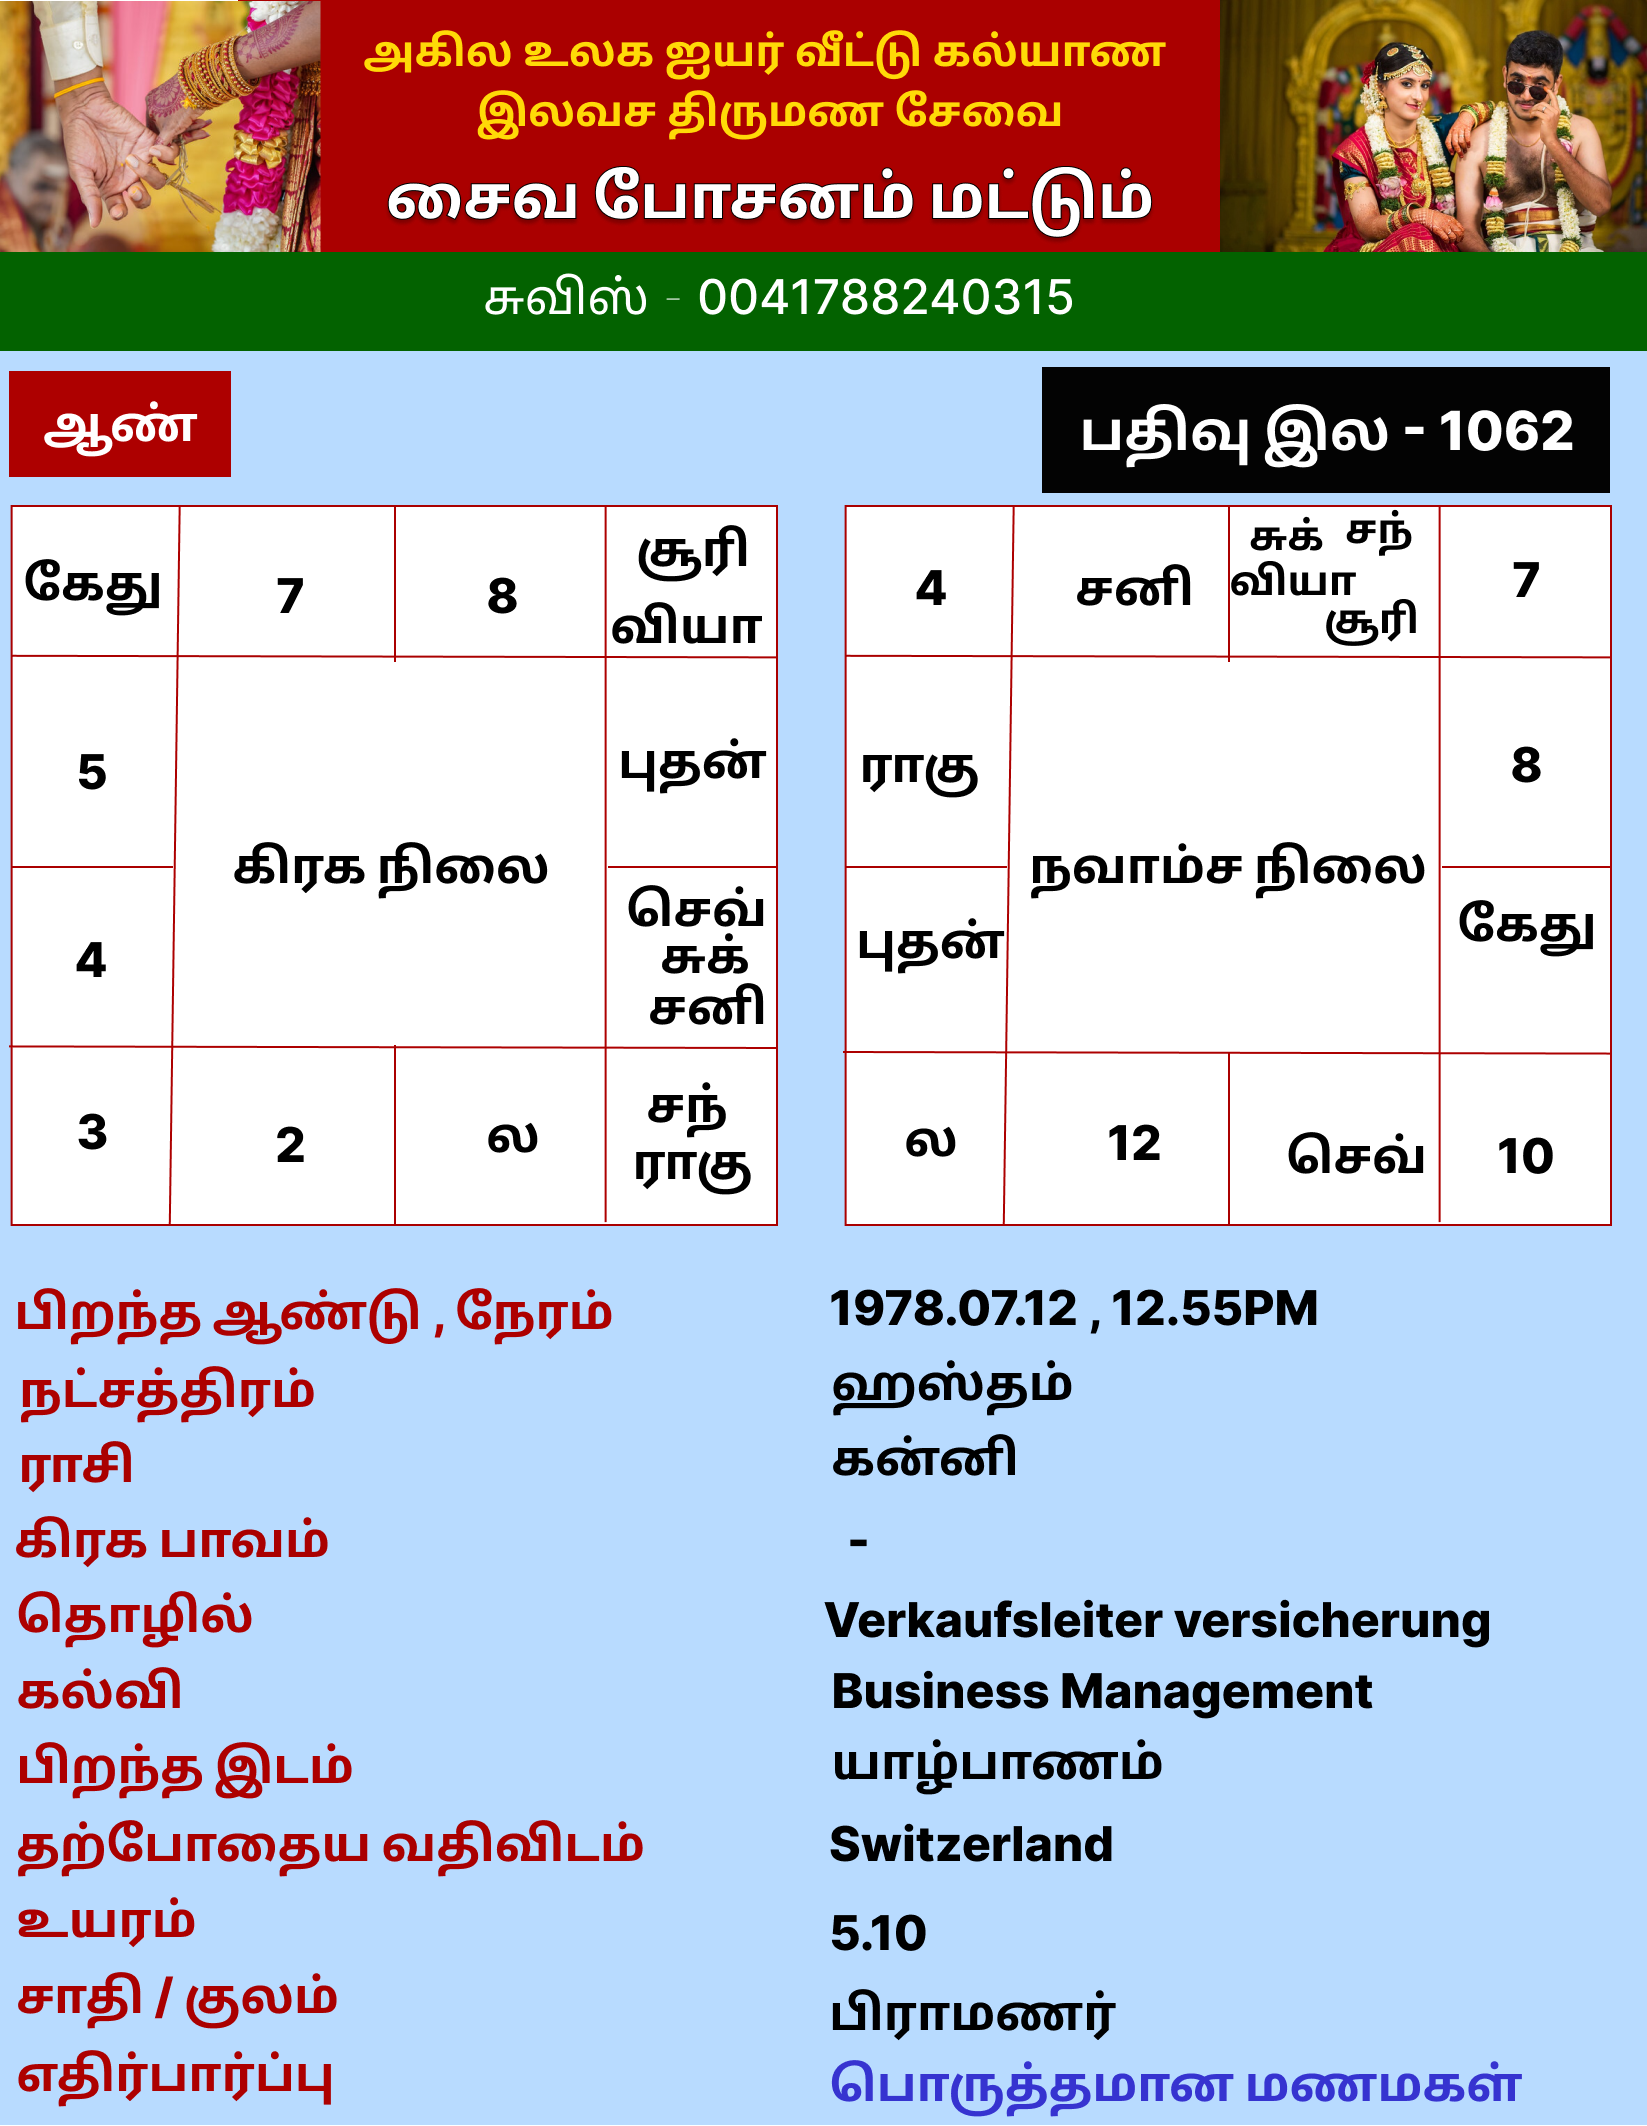 அகில உலக ஐயர் வீட்டு கல்யாண
இலவச திருமண சேவை
சைவ போசனம் மட்டும்
சுவிஸ் - 0041788240315
ஆண்
பதிவு இல - 1062
கேது
7
8
சூரி
வியா
5
புதன்
கிரக நிலை
4
செவ்
சுக்
சனி
3
2
ல
சந்
ராகு
4
சனி
சுக் சந்
வியா
சூரி
7
ராகு
8
நவாம்ச நிலை
புதன்
கேது
ல
12
செவ்
10
பிறந்த ஆண்டு , நேரம் 1978.07.12 , 12.55PM
நட்சத்திரம் ஹஸ்தம்
ராசி கன்னி
கிரக பாவம் -
தொழில் Verkaufsleiter versicherung
கல்வி Business Management
பிறந்த இடம் யாழ்பாணம்
தற்போதைய வதிவிடம் Switzerland
உயரம் 5.10
சாதி / குலம் பிராமணர்
எதிர்பார்ப்பு பொருத்தமான மணமகள்